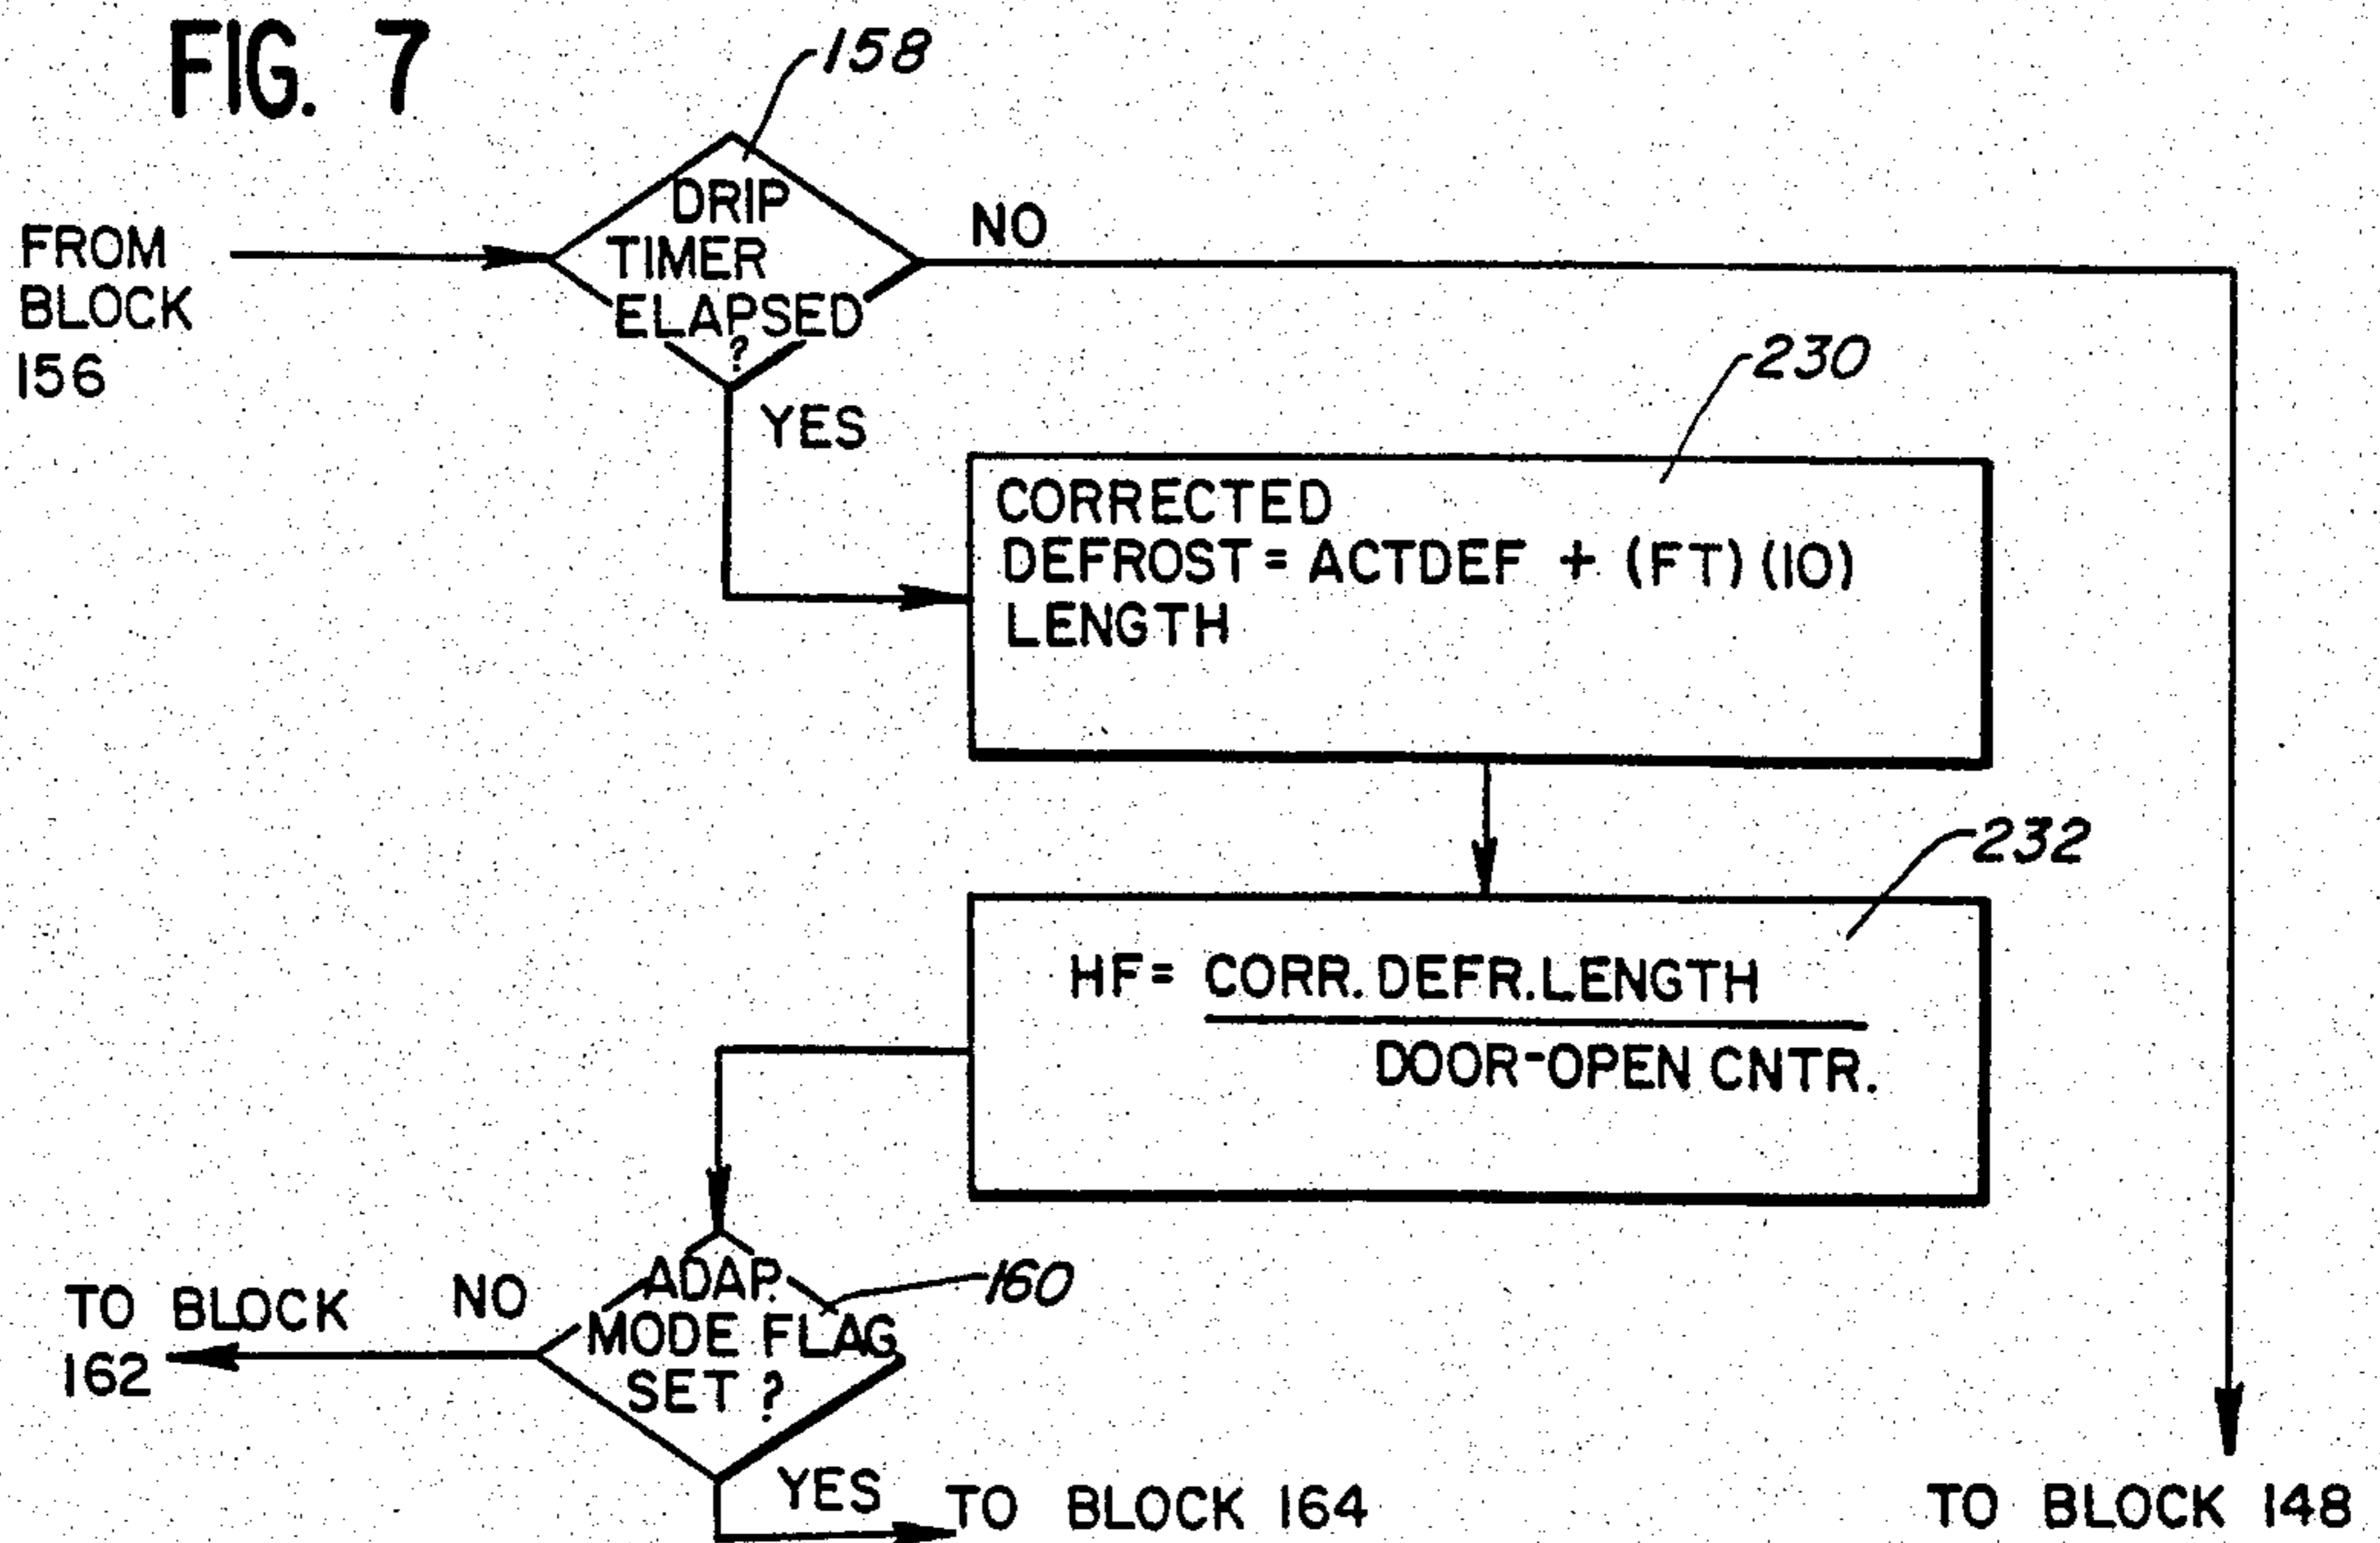 FIG. 7
158
DRIP
TIMER
ELAPSED
?
NO
FROM
BLOCK
156
YES
230
CORRECTED
DEFROST = ACTDEF + (FT)(10)
LENGTH
232
HF = CORR. DEFR. LENGTH
DOOR-OPEN CNTR.
ADAP.
MODE FLAG
SET ?
160
NO
TO BLOCK
162
YES
TO BLOCK 164
TO BLOCK 148